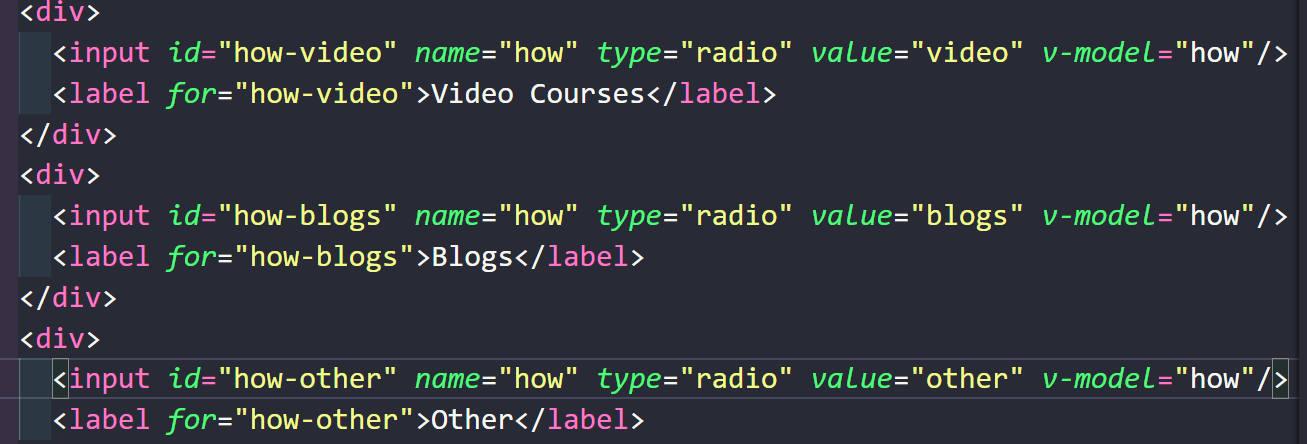 <div>
<input id="how-video" name="how" type="radio" value="video" v-model="how"/>
<label for="how-video">Video Courses</label>
</div>
<div>
<input id="how-blogs" name="how" type="radio" value="blogs" v-model="how"/>
<label for="how-blogs">Blogs</label>
</div>
<div>
<input id="how-other" name="how" type="radio" value="other" v-model="how"/>
<label for="how-other">Other</label>